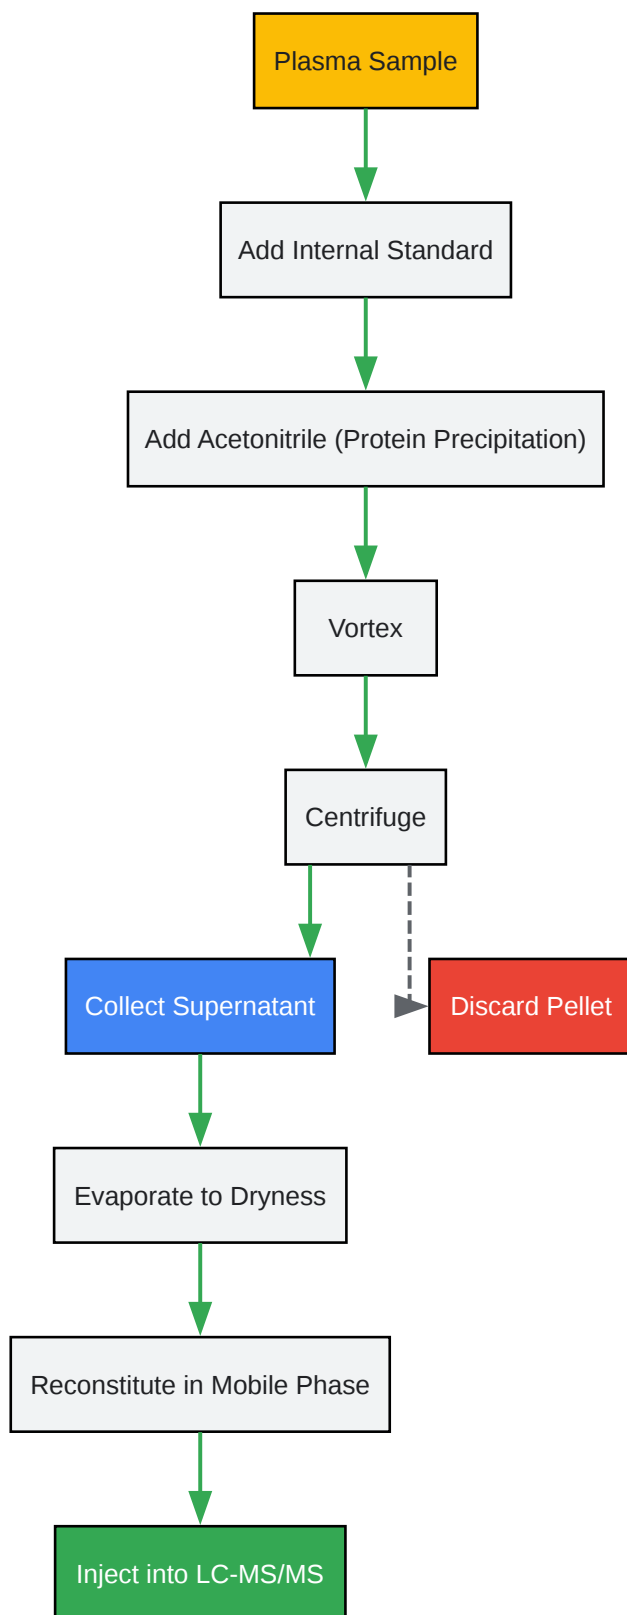 Plasma Sample
Add Internal Standard
Add Acetonitrile (Protein Precipitation)
Vortex
Centrifuge
Collect Supernatant
Discard Pellet
Evaporate to Dryness
Reconstitute in Mobile Phase
Inject into LC-MS/MS